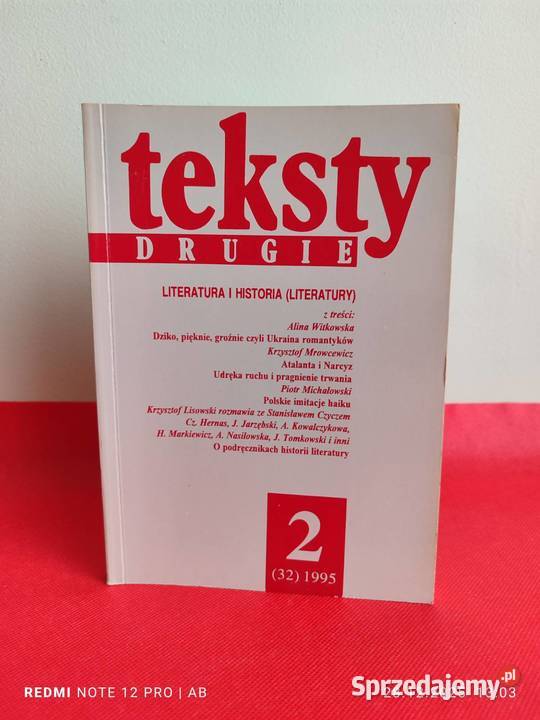 teksty
DRUGIE
LITERATURA I HISTORIA (LITERATURY)
z treści:
Alina Witkowska
Dziko, pięknie, groźnie czyli Ukraina romantyków
Krzysztof Mrowcewicz
Atalanta i Narcyz
Udręka ruchu i pragnienie trwania
Piotr Michałowski
Polskie imitacje haiku
Krzysztof Lisowski rozmawia ze Stanisławem Czyczem
Cz. Hernas, J. Jarzębski, A. Kowalczykowa,
H. Markiewicz, A. Nasiłowska, J. Tomkowski i inni
O podręcznikach historii literatury
2
(32) 1995
REDMI NOTE 12 PRO | AB
Sprzedajemy.pl